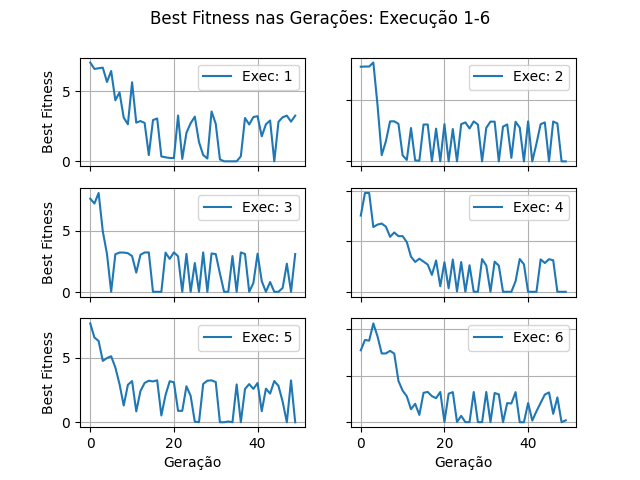 Best Fitness nas Gerações: Execução 1-6
Best Fitness
5
0
Exec: 1
Exec: 2
Best Fitness
5
0
Exec: 3
Exec: 4
Best Fitness
5
0
Exec: 5
Exec: 6
0 20 40
0 20 40
Geração
Geração